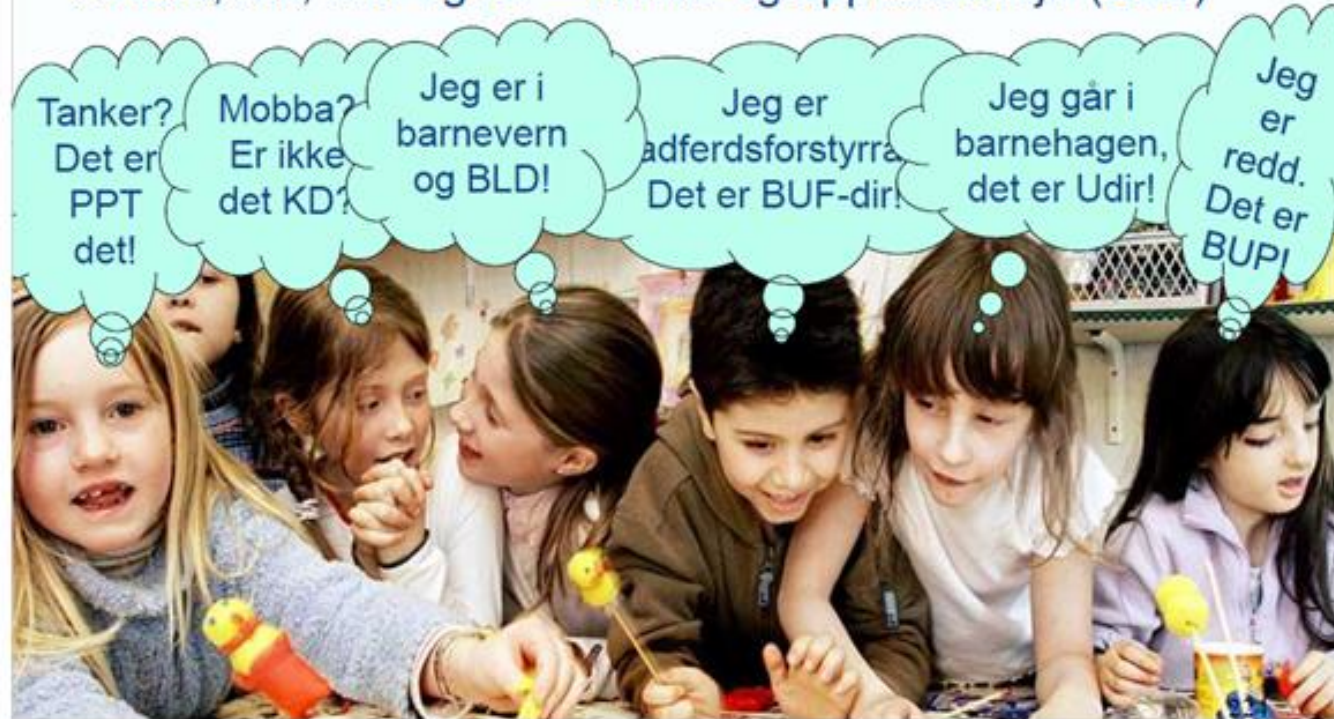 Tanker?
Det er
PPT
det!
Mobba?
Er ikke
det KD?
Jeg er i
barnevern
og BLD!
Jeg er
adferdsforstyrra
Det er BUF-dir!
Jeg går i
barnehagen,
det er Udir!
Jeg
er
redd.
Det er
BUP!